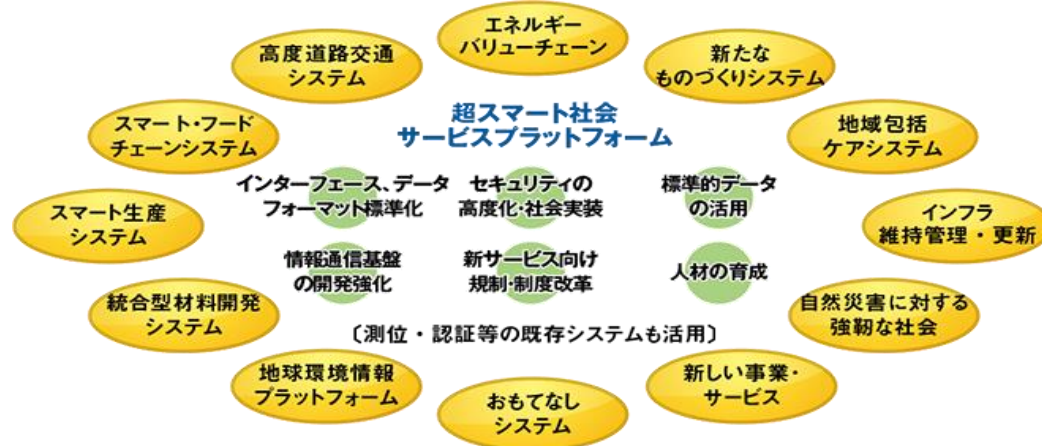 エネルギー
バリューチェーン
高度道路交通
システム
新たな
ものづくりシステム
スマート・フード
チェーンシステム
超スマート社会
サービスプラットフォーム
地域包括
ケアシステム
インターフェース、データ
フォーマット標準化
セキュリティの
高度化・社会実装
標準的データ
の活用
スマート生産
システム
インフラ
維持管理・更新
情報通信基盤
の開発強化
新サービス向け
規制・制度改革
人材の育成
統合型材料開発
システム
自然災害に対する
強靭な社会
〔測位・認証等の既存システムも活用〕
地球環境情報
プラットフォーム
おもてなし
システム
新しい事業・
サービス